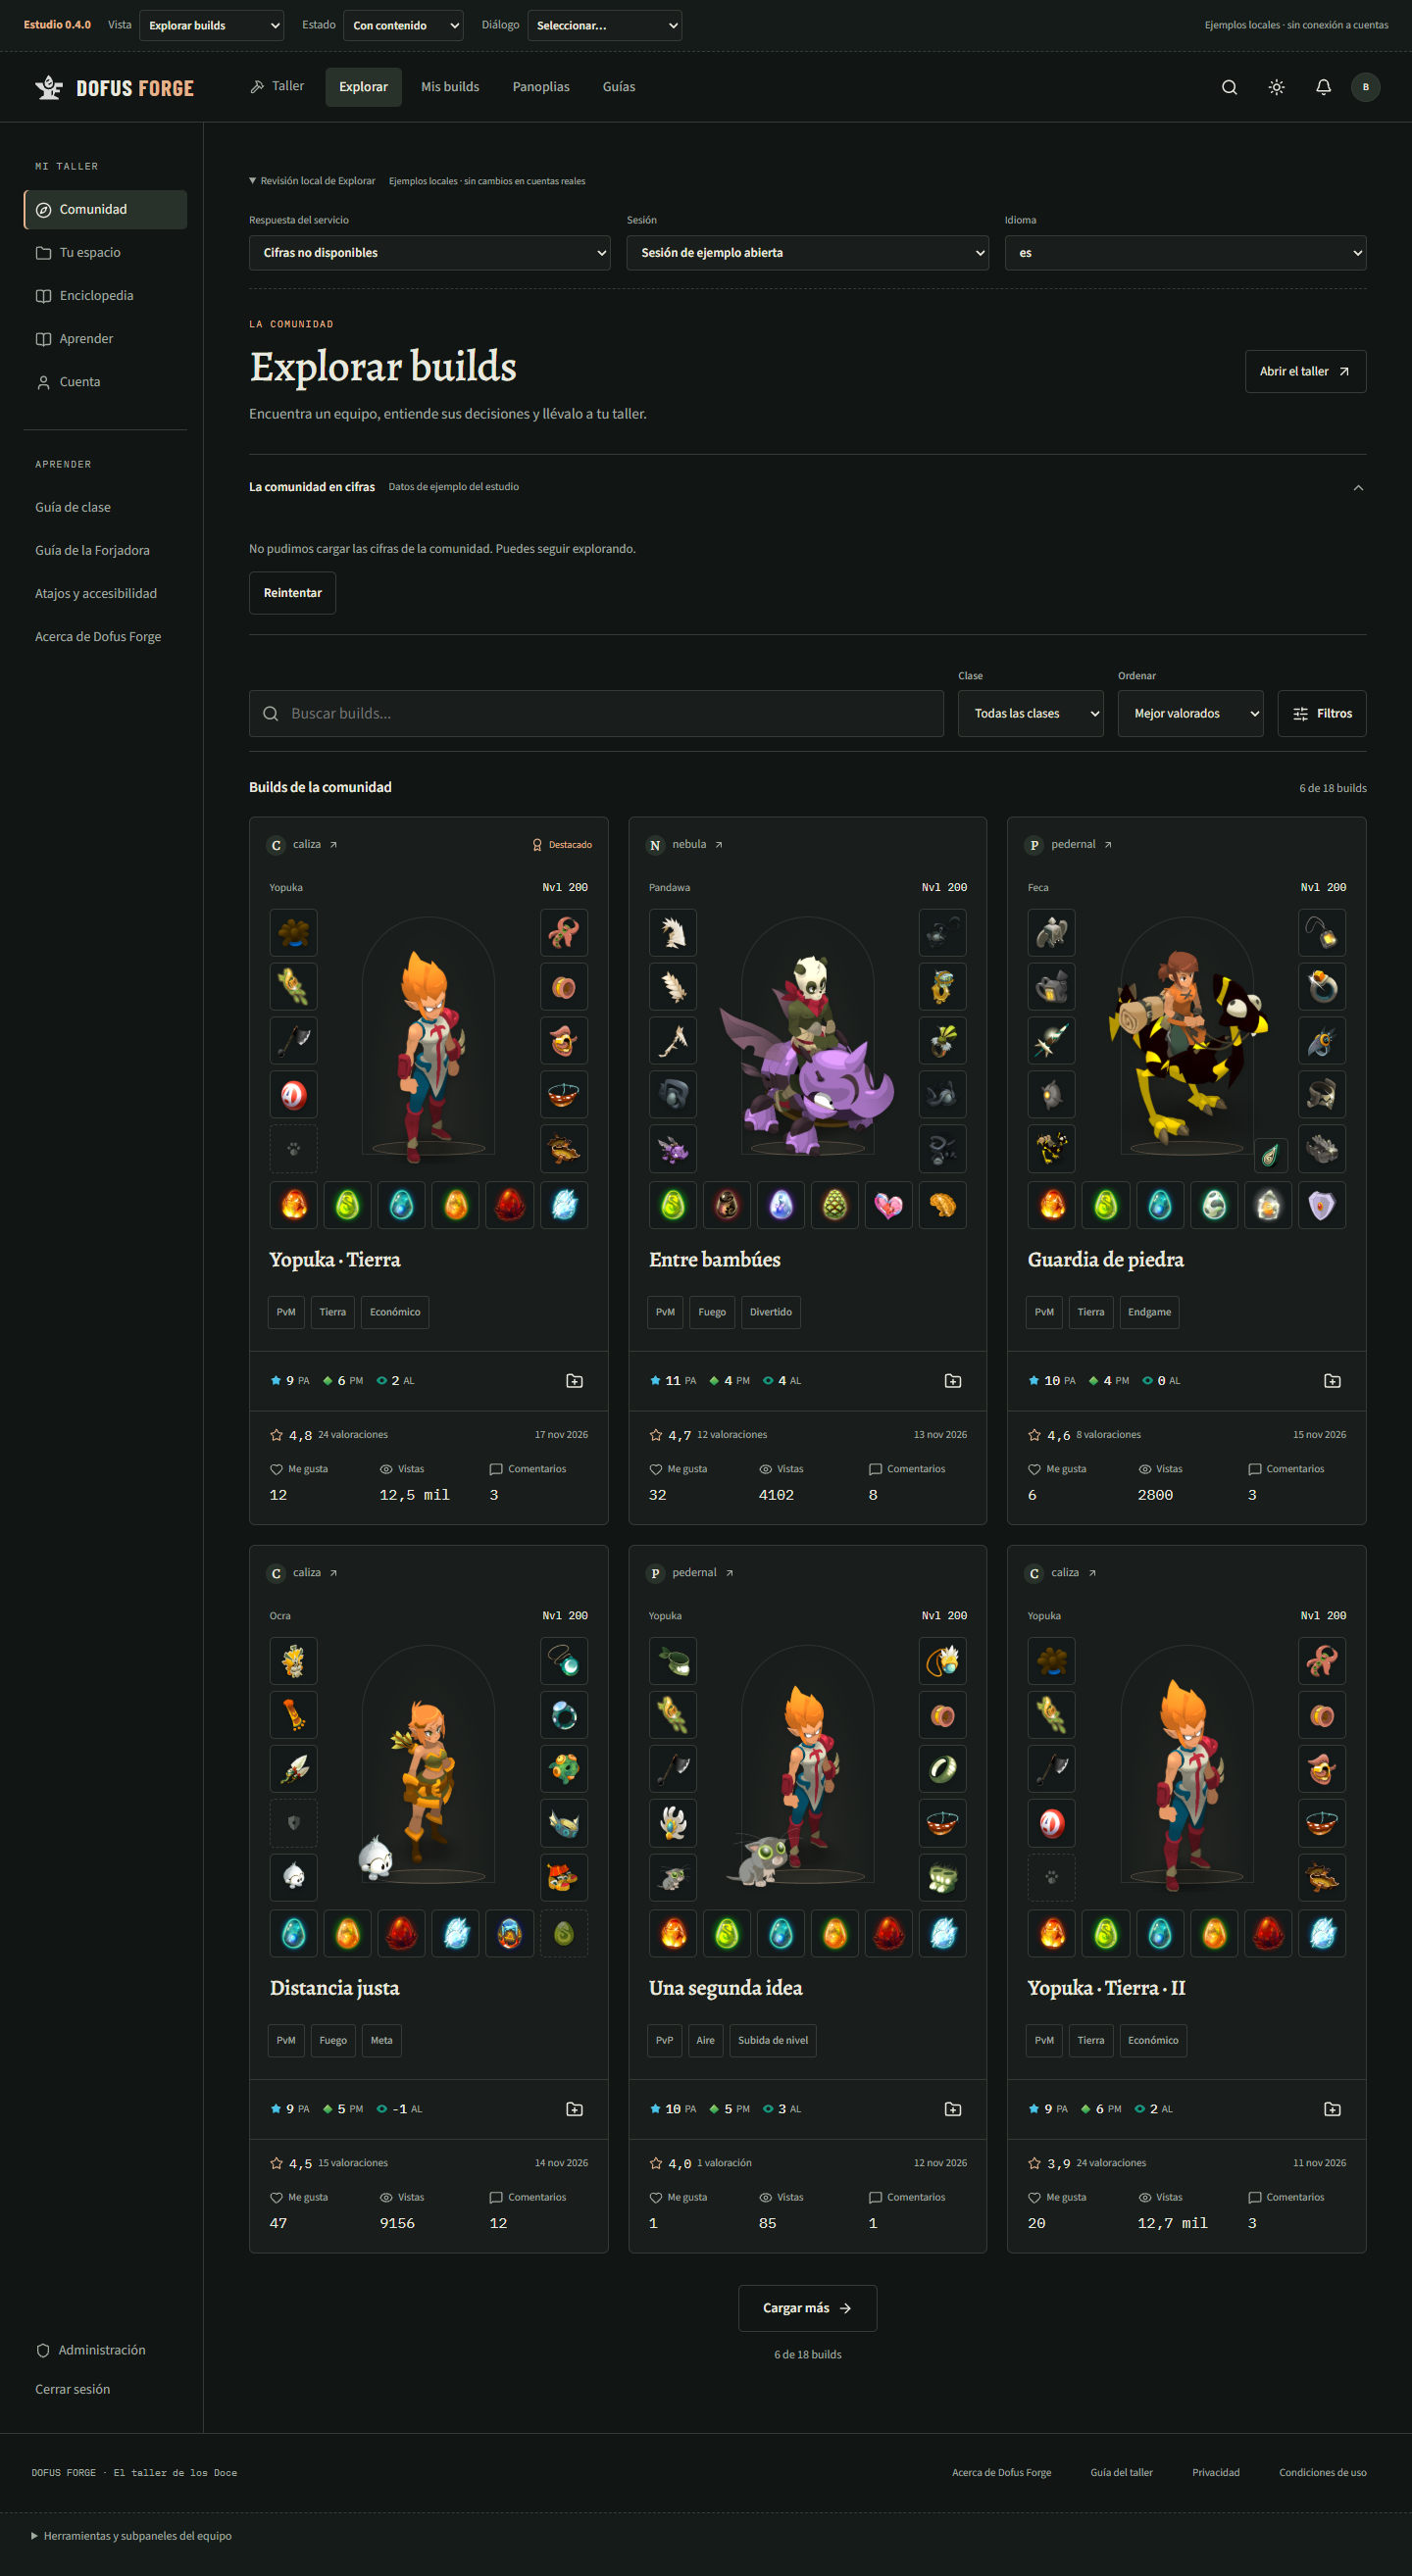 Estudio 0.4.0 Vista Explorar builds Estado Con contenido Diálogo Seleccionar... Ejemplos locales · sin conexión a cuentas
DOFUS FORGE Taller Explorar Mis builds Panoplias Guías B
MI TALLER
Comunidad
Tu espacio
Enciclopedia
Aprender
Cuenta
APRENDER
Guía de clase
Guía de la Forjadora
Atajos y accesibilidad
Acerca de Dofus Forge
Administración
Cerrar sesión
Revisión local de Explorar Ejemplos locales · sin cambios en cuentas reales
Respuesta del servicio Sesión Idioma
Cifras no disponibles Sesión de ejemplo abierta es
LA COMUNIDAD
Explorar builds
Abrir el taller
Encuentra un equipo, entiende sus decisiones y llévalo a tu taller.
La comunidad en cifras Datos de ejemplo del estudio
No pudimos cargar las cifras de la comunidad. Puedes seguir explorando.
Reintentar
Clase Ordenar
Buscar builds... Todas las clases Mejor valorados Filtros
Builds de la comunidad 6 de 18 builds
C caliza Destacado
Yopuka Nvl 200
Yopuka · Tierra
PvM Tierra Económico
9 PA 6 PM 2 AL
4,8 24 valoraciones 17 nov 2026
Me gusta Vistas Comentarios
12 12,5 mil 3
N nebula
Pandawa Nvl 200
Entre bambúes
PvM Fuego Divertido
11 PA 4 PM 4 AL
4,7 12 valoraciones 13 nov 2026
Me gusta Vistas Comentarios
32 4102 8
P pedernal
Feca Nvl 200
Guardia de piedra
PvM Tierra Endgame
10 PA 4 PM 0 AL
4,6 8 valoraciones 15 nov 2026
Me gusta Vistas Comentarios
6 2800 3
C caliza
Ocra Nvl 200
Distancia justa
PvM Fuego Meta
9 PA 5 PM -1 AL
4,5 15 valoraciones 14 nov 2026
Me gusta Vistas Comentarios
47 9156 12
P pedernal
Yopuka Nvl 200
Una segunda idea
PvP Aire Subida de nivel
10 PA 5 PM 3 AL
4,0 1 valoración 12 nov 2026
Me gusta Vistas Comentarios
1 85 1
C caliza
Yopuka Nvl 200
Yopuka · Tierra · II
PvM Tierra Económico
9 PA 6 PM 2 AL
3,9 24 valoraciones 11 nov 2026
Me gusta Vistas Comentarios
20 12,7 mil 3
Cargar más
6 de 18 builds
DOFUS FORGE · El taller de los Doce Acerca de Dofus Forge Guía del taller Privacidad Condiciones de uso
Herramientas y subpaneles del equipo